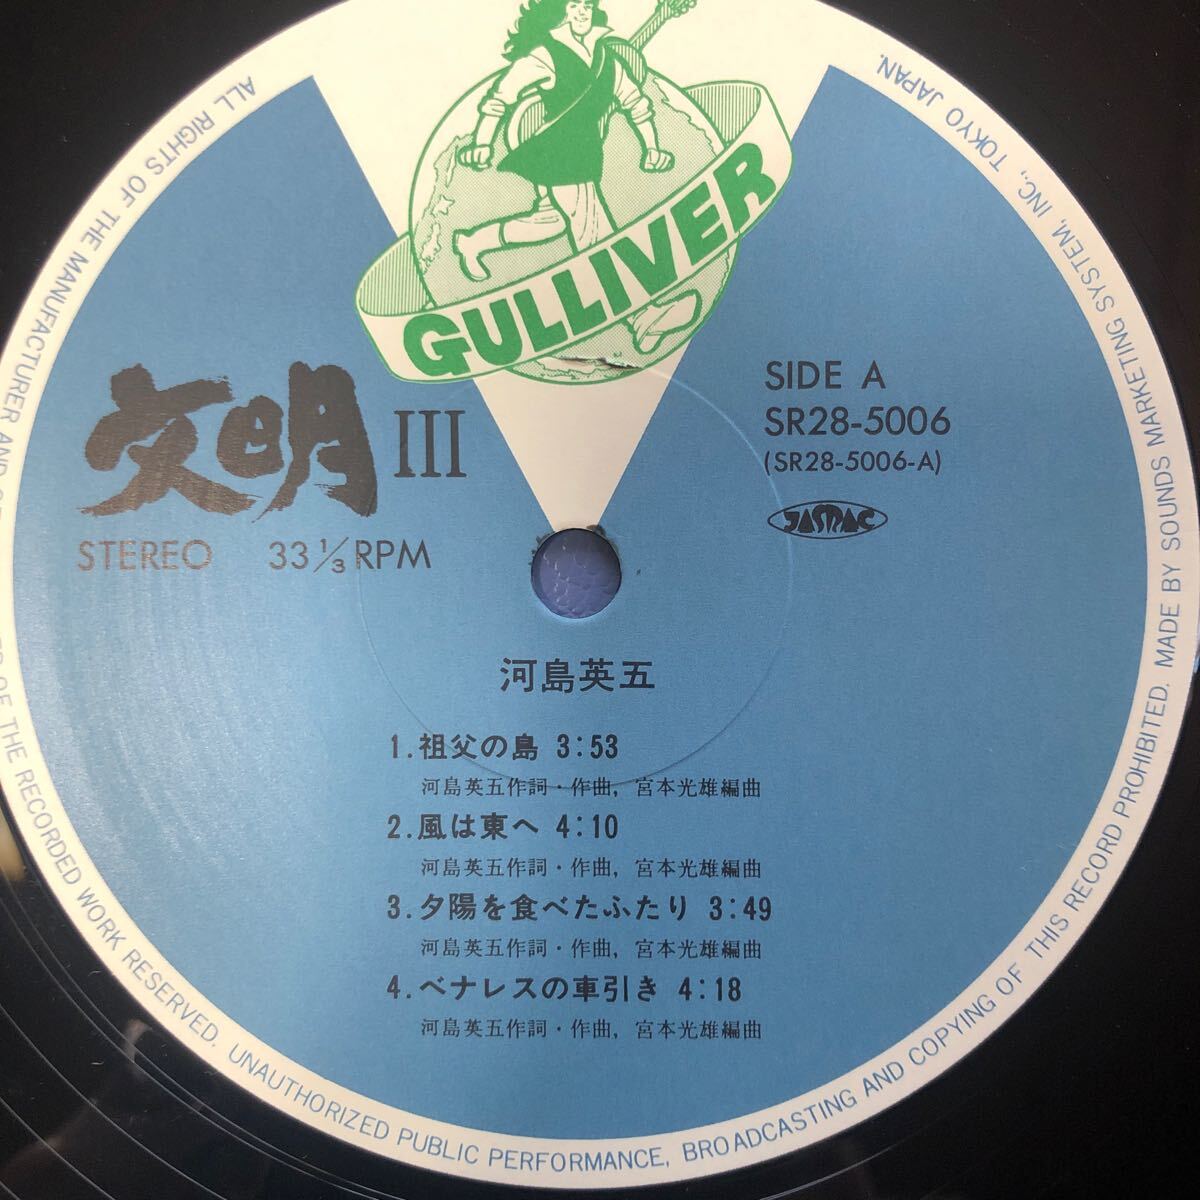 GULLIVER
文明 III
STEREO 33 1/3 RPM
SIDE A
SR28-5006
(SR28-5006-A)
JASRAC
河島英五
1.祖父の島 3:53
河島英五作詞・作曲, 宮本光雄編曲
2.風は東へ 4:10
河島英五作詞・作曲, 宮本光雄編曲
3.夕陽を食べたふたり 3:49
河島英五作詞・作曲, 宮本光雄編曲
4.ベナレスの車引き 4:18
河島英五作詞・作曲, 宮本光雄編曲
ALL RIGHTS OF THE MANUFACTURER AND OF THE RECORDED WORK RESERVED. UNAUTHORIZED PUBLIC PERFORMANCE, BROADCASTING AND COPYING OF THIS RECORD PROHIBITED. MADE BY SOUNDS MARKETING SYSTEM, INC., TOKYO JAPAN.